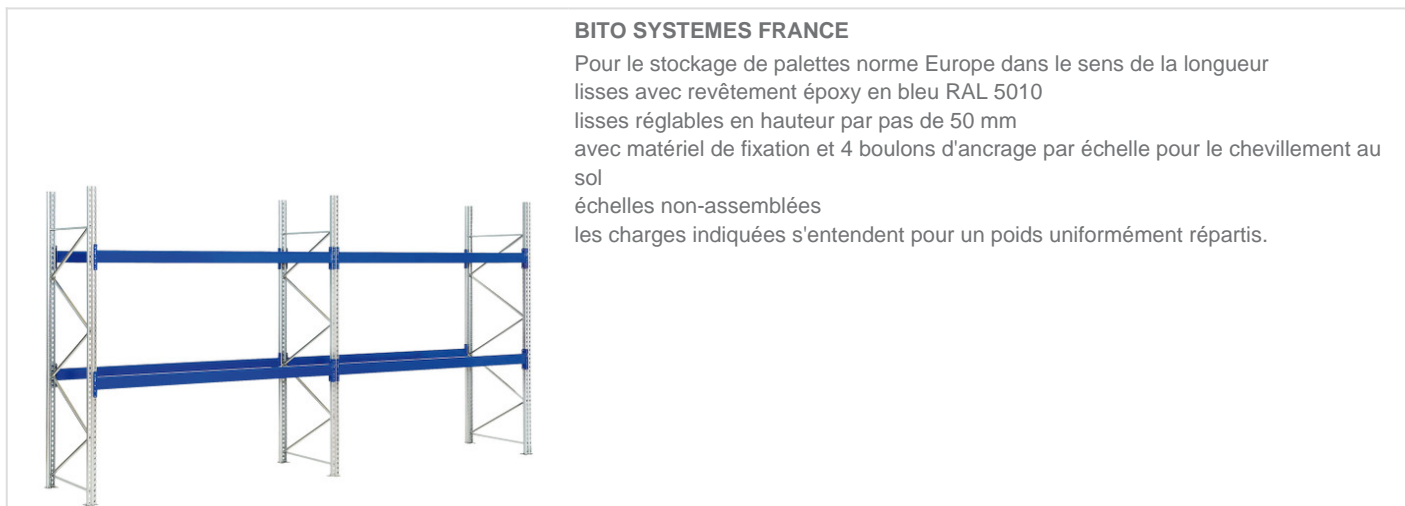 BITO SYSTEMES FRANCE
Pour le stockage de palettes norme Europe dans le sens de la longueur
lisses avec revêtement époxy en bleu RAL 5010
lisses réglables en hauteur par pas de 50 mm
avec matériel de fixation et 4 boulons d'ancrage par échelle pour le chevillement au
sol
échelles non-assemblées
les charges indiquées s'entendent pour un poids uniformément répartis.